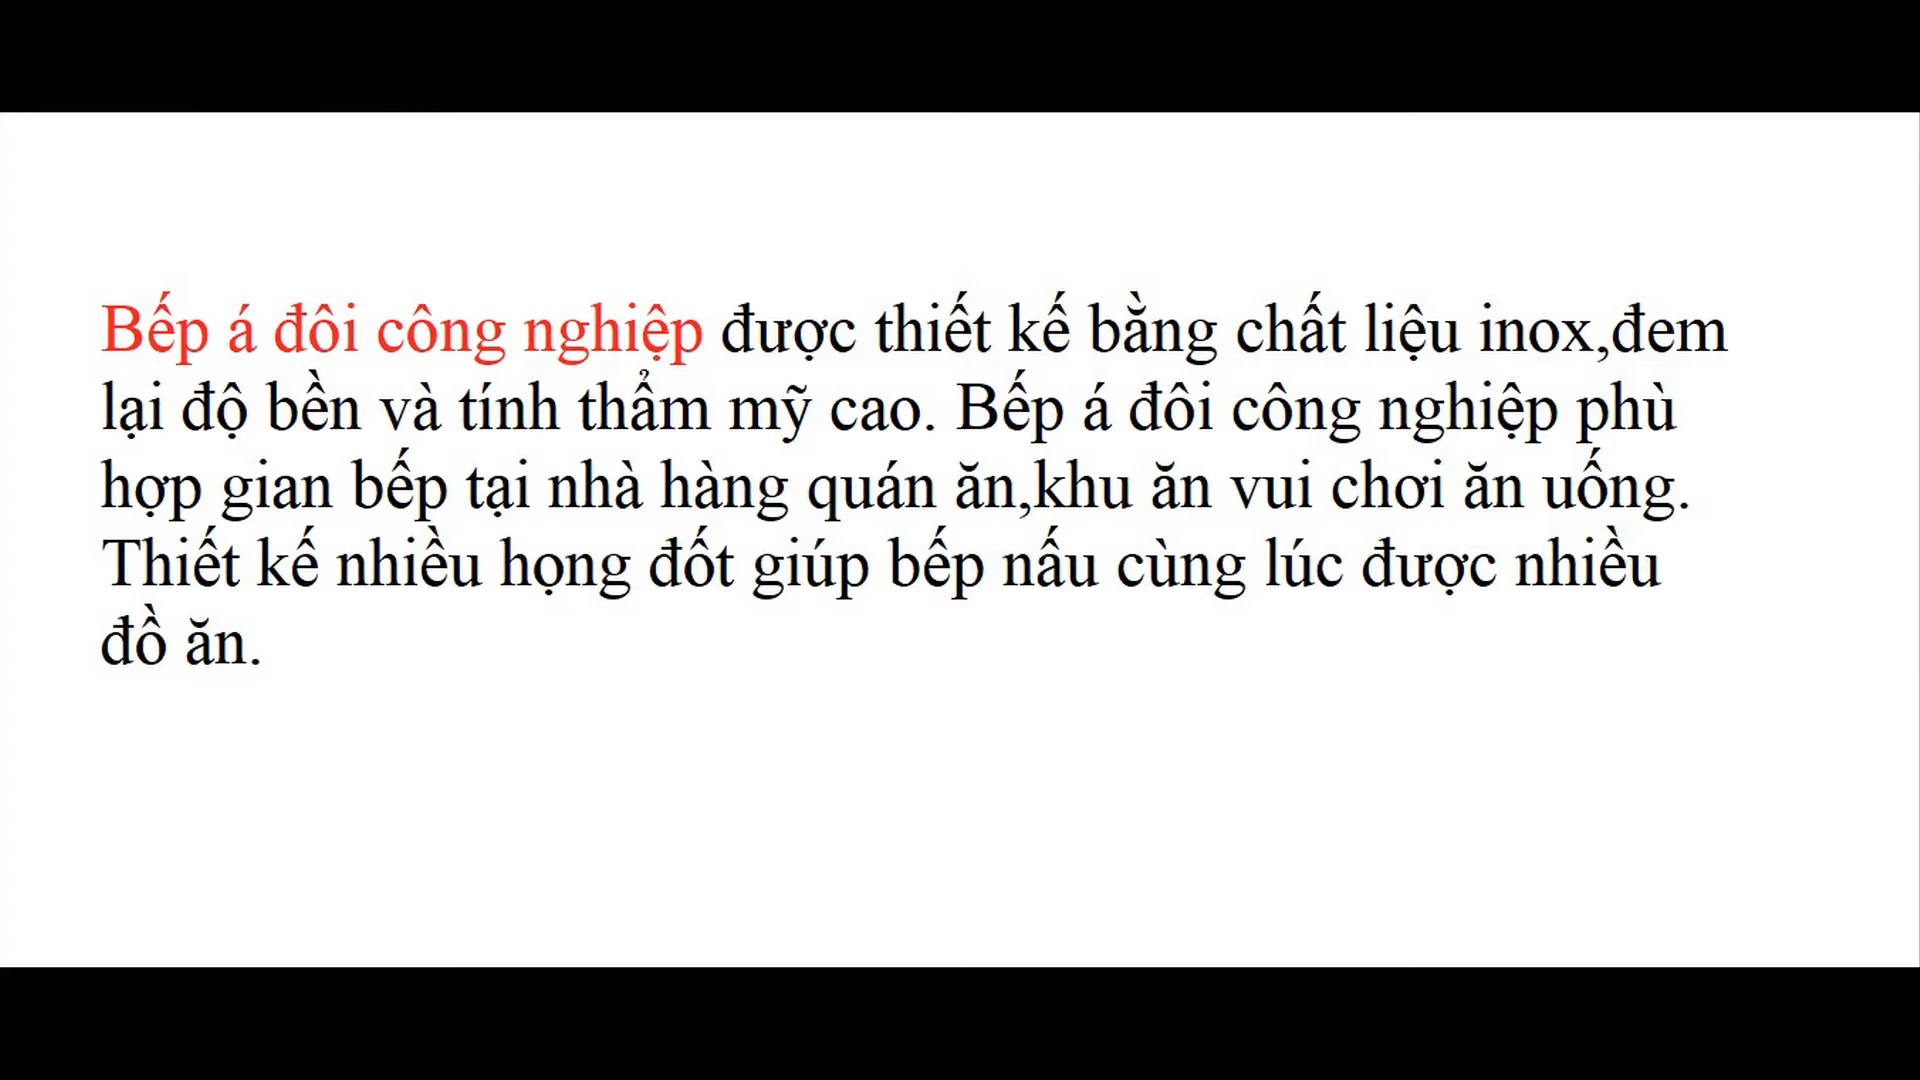 Bếp á đôi công nghiệp được thiết kế bằng chất liệu inox,đem
lại độ bền và tính thẩm mỹ cao. Bếp á đôi công nghiệp phù
hợp gian bếp tại nhà hàng quán ăn,khu ăn vui chơi ăn uống.
Thiết kế nhiều họng đốt giúp bếp nấu cùng lúc được nhiều
đồ ăn.